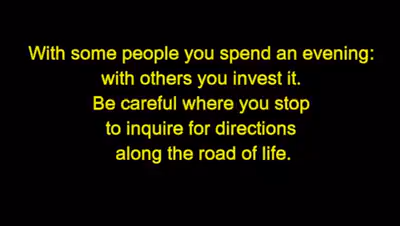 With some people you spend an evening:
with others you invest it.
Be careful where you stop
to inquire for directions
along the road of life.